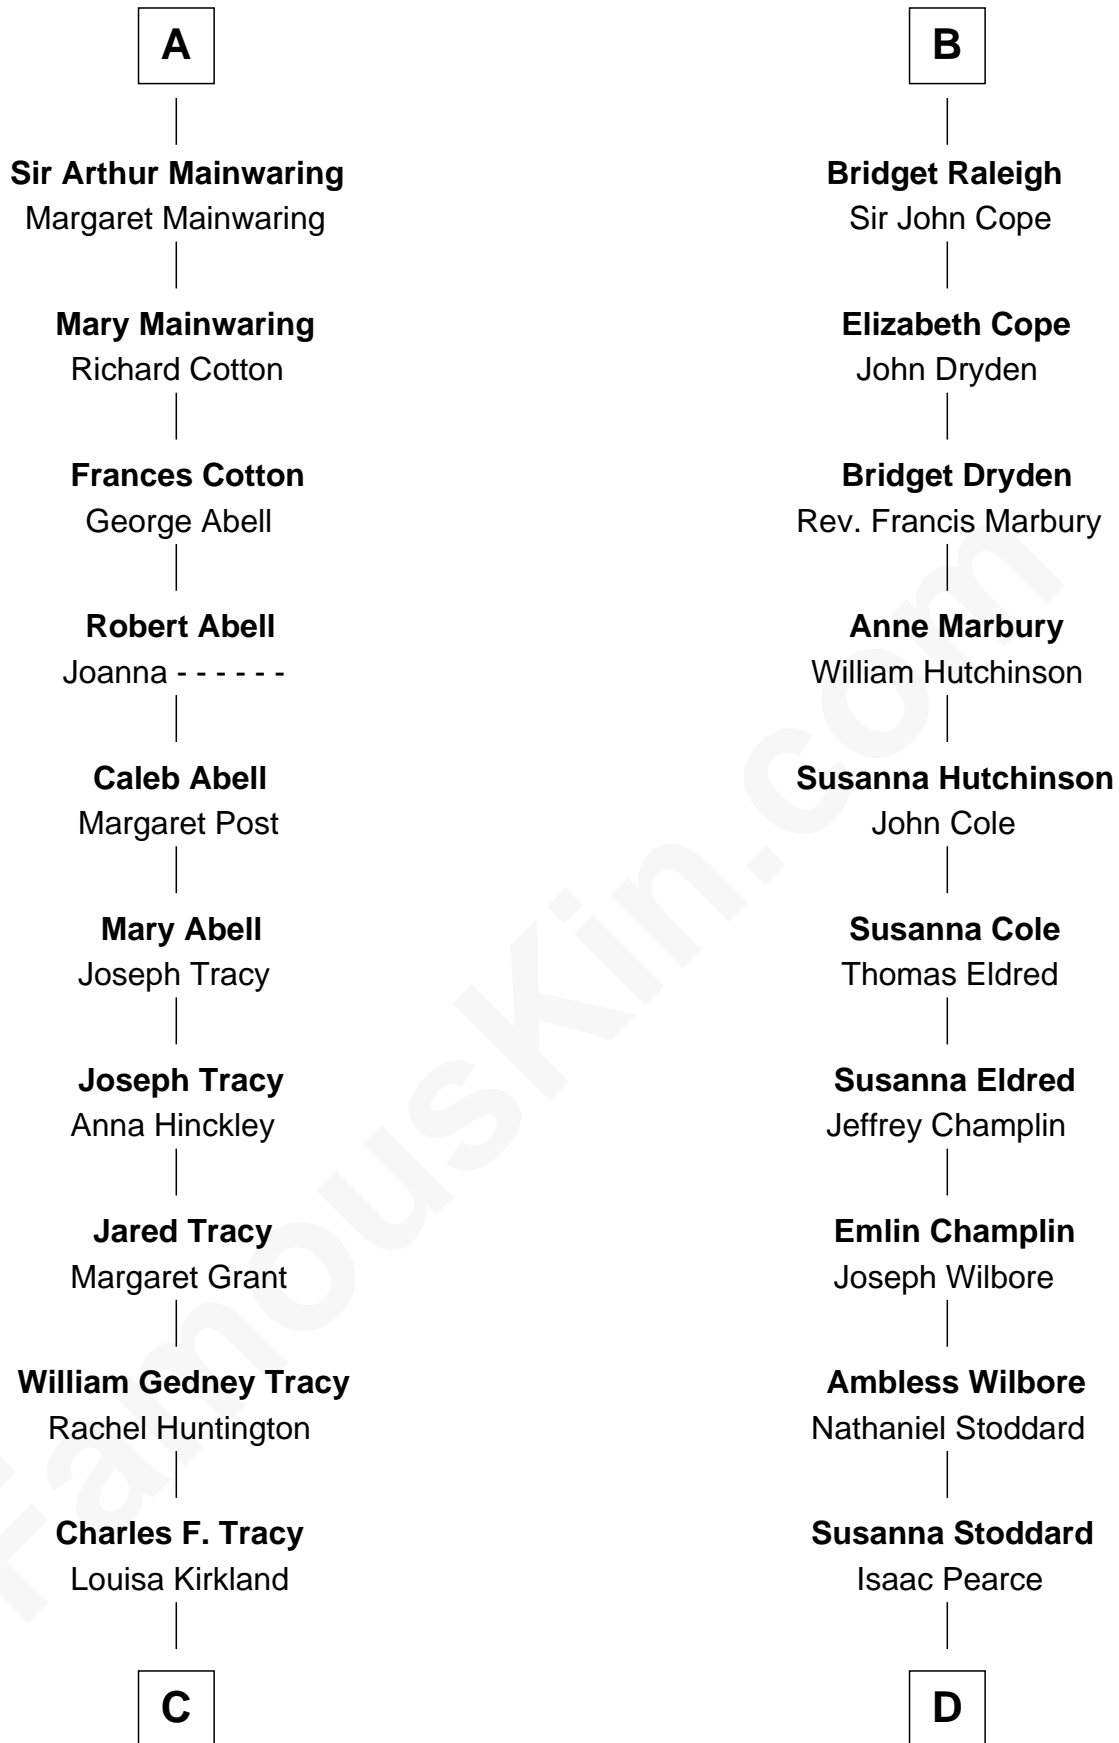 A
Sir Arthur Mainwaring
Margaret Mainwaring
Mary Mainwaring
Richard Cotton
Frances Cotton
George Abell
Robert Abell
Joanna - - - - - -
Caleb Abell
Margaret Post
Mary Abell
Joseph Tracy
Joseph Tracy
Anna Hinckley
Jared Tracy
Margaret Grant
William Gedney Tracy
Rachel Huntington
Charles F. Tracy
Louisa Kirkland
C
B
Bridget Raleigh
Sir John Cope
Elizabeth Cope
John Dryden
Bridget Dryden
Rev. Francis Marbury
Anne Marbury
William Hutchinson
Susanna Hutchinson
John Cole
Susanna Cole
Thomas Eldred
Susanna Eldred
Jeffrey Champlin
Emlin Champlin
Joseph Wilbore
Ambless Wilbore
Nathaniel Stoddard
Susanna Stoddard
Isaac Pearce
D
FamousKin.com